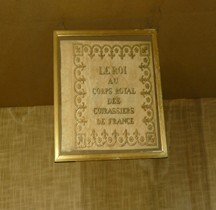 LE ROI
AU
CORPS ROYAL
DES
CUIRASSIERS
DE FRANCE